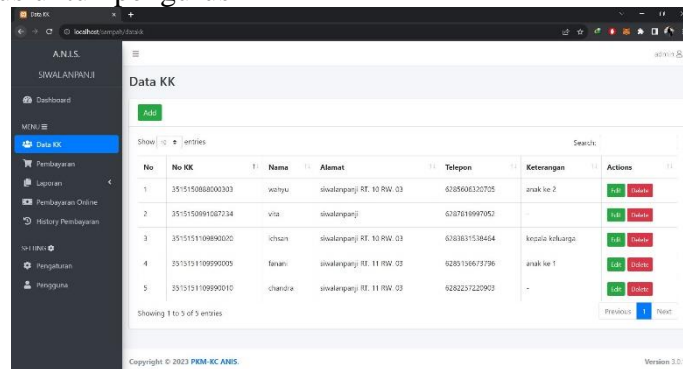 Data KK
localhost/sampah/datakk
A.N.I.S.
SIWALANPANJI
admin
Dashboard
MENU
Data KK
Pembayaran
Laporan
Pembayaran Online
History Pembayaran
SETTING
Pengaturan
Pengguna
Data KK
Add
Show entries
Search:
No No KK Nama Alamat Telepon Keterangan Actions
1 3515150868000303 wahyu siwalanpanji RT. 10 RW. 03 6285606320705 anak ke 2 Edit Delete
2 3515150991087234 vita siwalanpanji 6287819997052 - Edit Delete
3 3515151109890020 ichsan siwalanpanji RT. 10 RW. 03 6283831538464 kepala keluarga Edit Delete
4 3515151109990005 fanani siwalanpanji RT. 11 RW. 03 6285156673796 anak ke 1 Edit Delete
5 3515151109990010 chandra siwalanpanji RT. 11 RW. 03 6282257220903 - Edit Delete
Showing 1 to 5 of 5 entries
Previous 1 Next
Copyright © 2023 PKM-KC ANIS.
Version 3.0